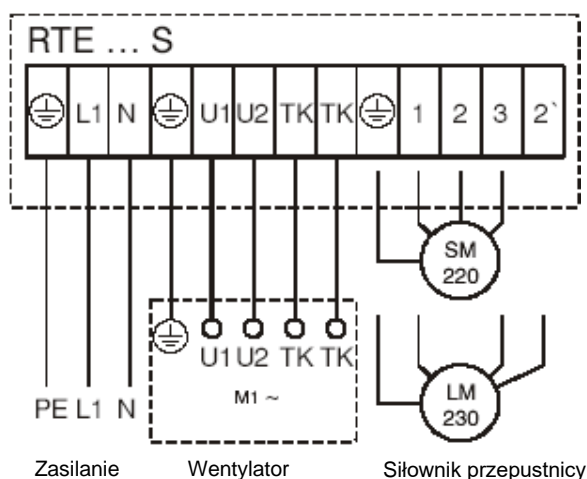 RTE ... S
L1 N U1 U2 TK TK 1 2 3 2`
SM
220
U1 U2 TK TK
M1 ~
PE L1 N
LM
230
Zasilanie Wentylator Siłownik przepustnicy